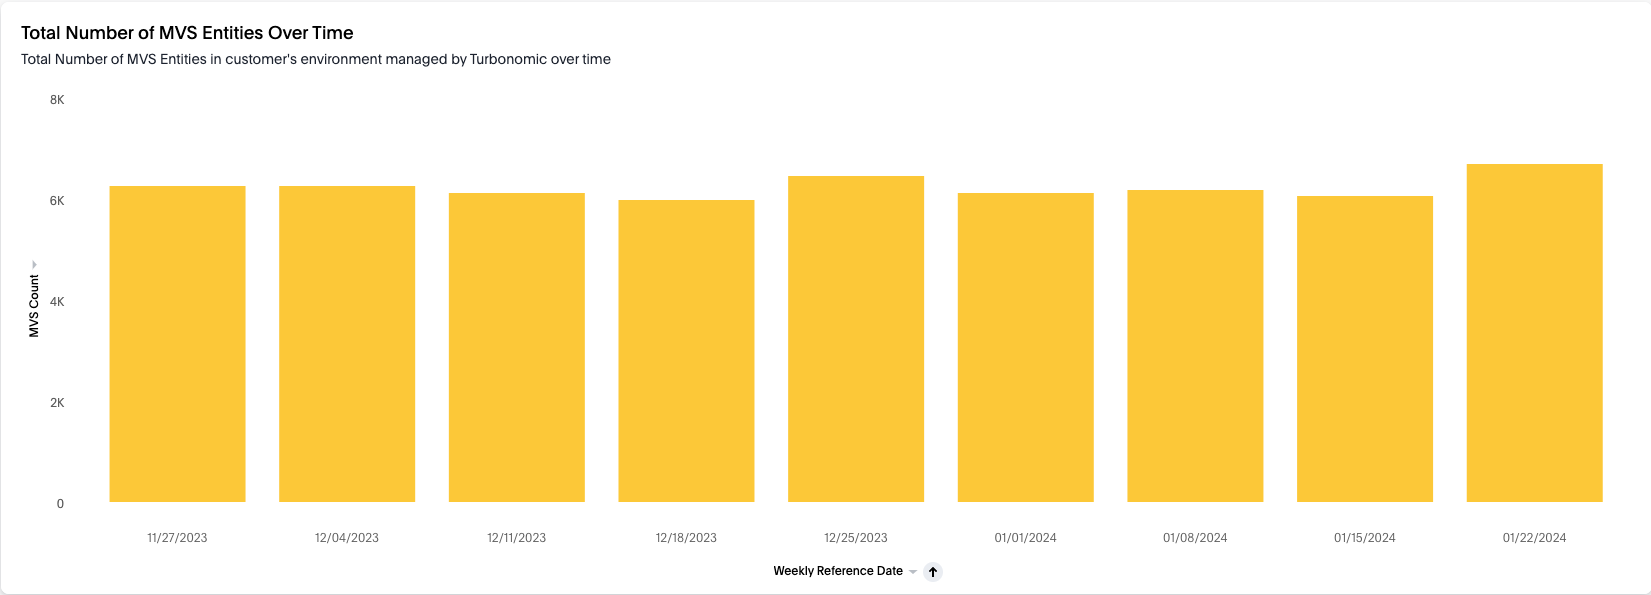 Total Number of MVS Entities Over Time
Total Number of MVS Entities in customer's environment managed by Turbonomic over time
8K
6K
4K
2K
0
MVS Count
11/27/2023
12/04/2023
12/11/2023
12/18/2023
12/25/2023
01/01/2024
01/08/2024
01/15/2024
01/22/2024
Weekly Reference Date